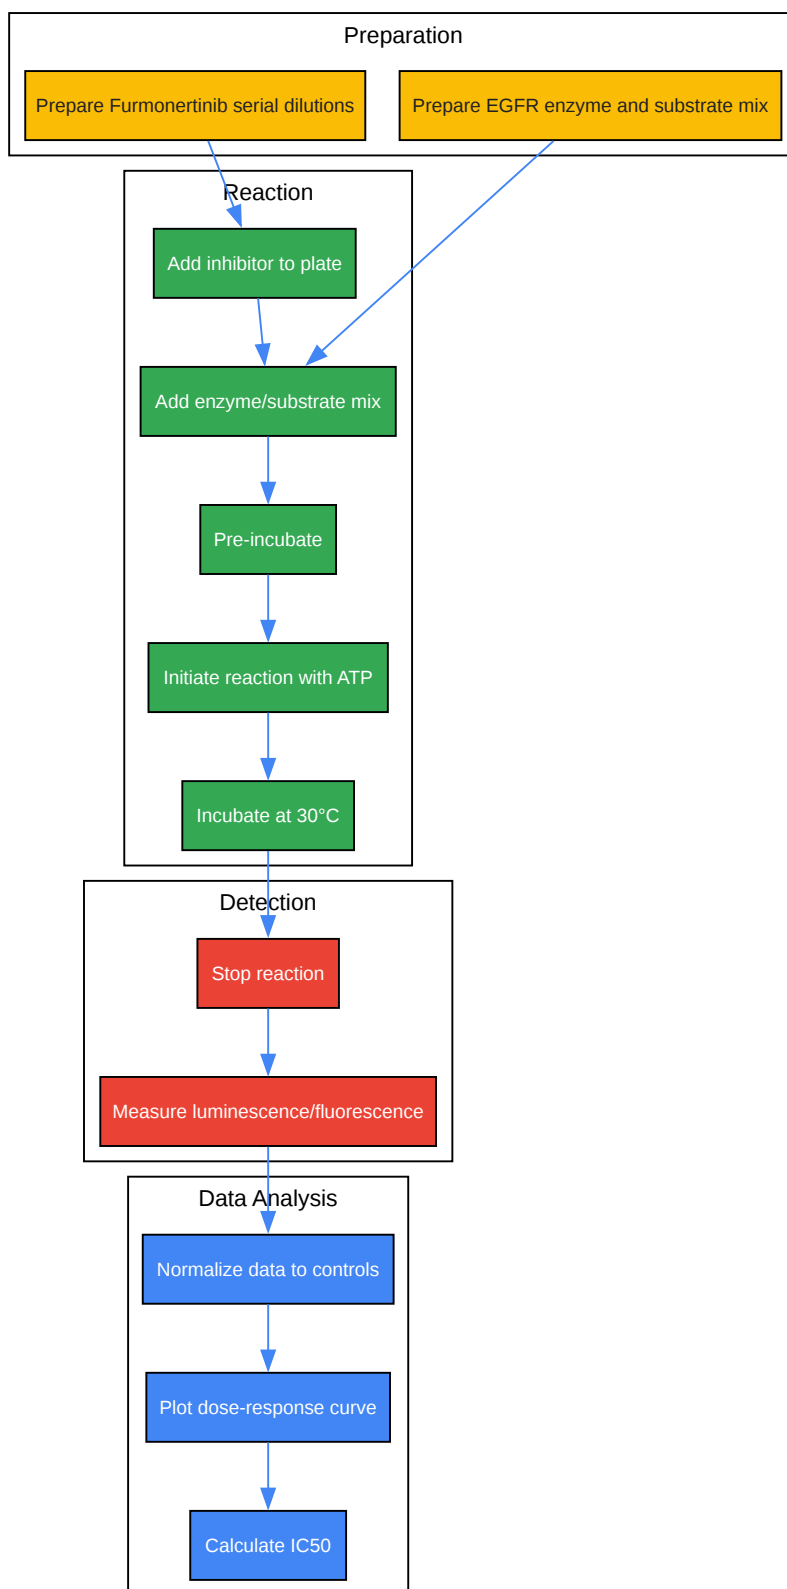 Preparation
Prepare Furmonertinib serial dilutions
Prepare EGFR enzyme and substrate mix
Reaction
Add inhibitor to plate
Add enzyme/substrate mix
Pre-incubate
Initiate reaction with ATP
Incubate at 30°C
Detection
Stop reaction
Measure luminescence/fluorescence
Data Analysis
Normalize data to controls
Plot dose-response curve
Calculate IC50